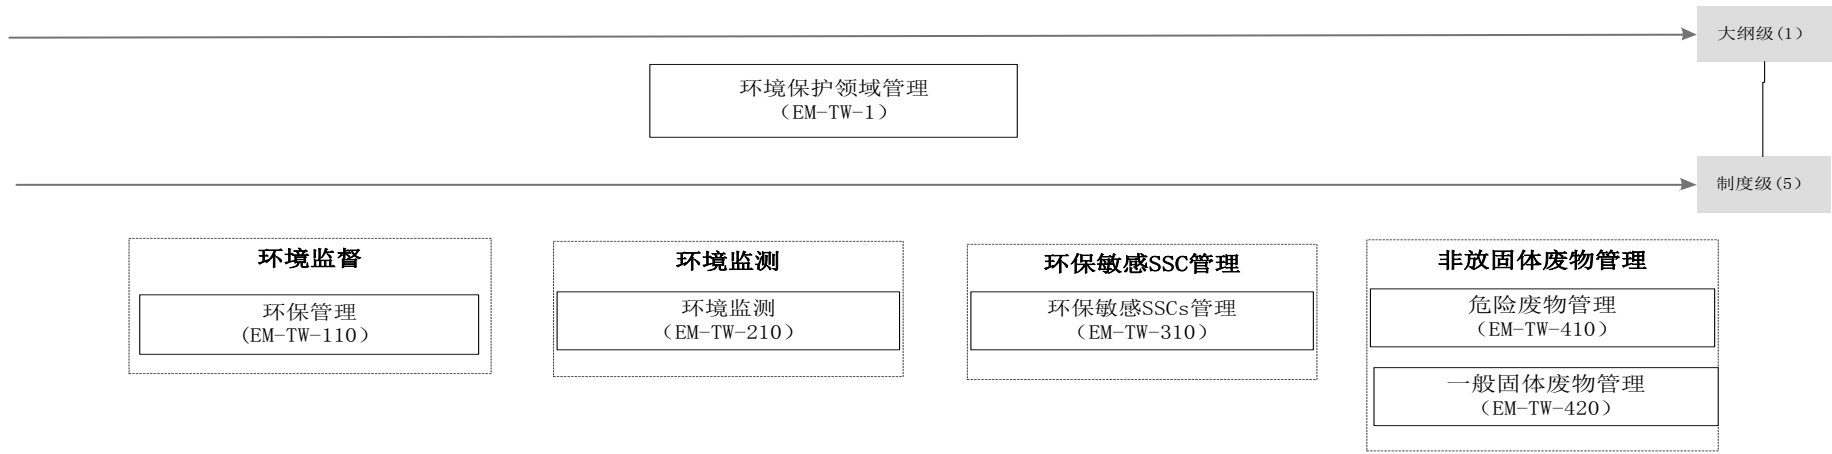 大纲级(1)
环境保护领域管理
(EM-TW-1)
制度级(5)
环境监督
环保管理
(EM-TW-110)
环境监测
环境监测
(EM-TW-210)
环保敏感SSC管理
环保敏感SSCs管理
(EM-TW-310)
非放固体废物管理
危险废物管理
(EM-TW-410)
一般固体废物管理
(EM-TW-420)